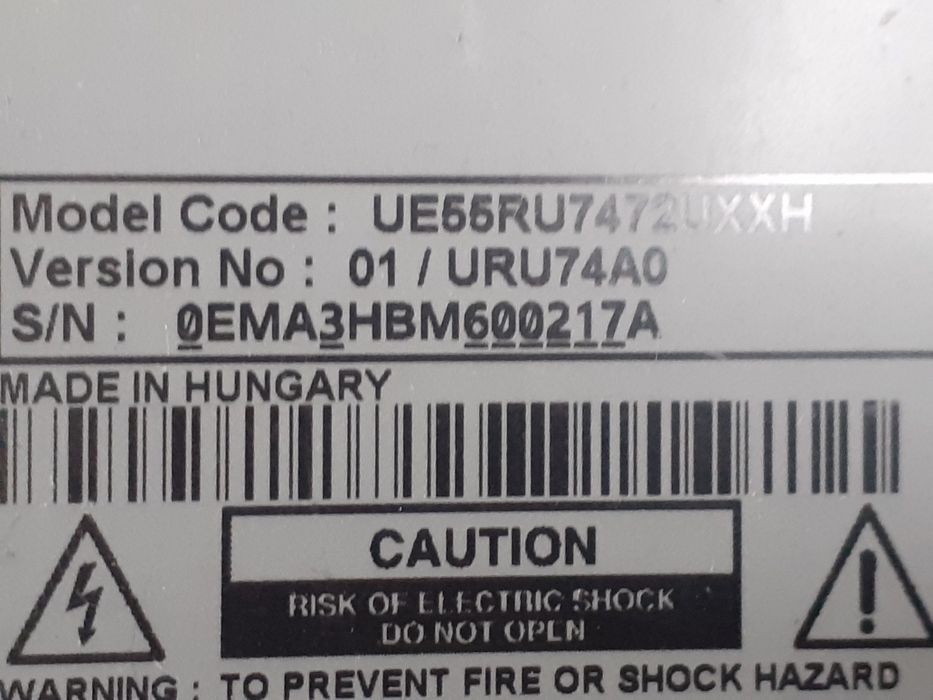 Model Code : UE55RU7472UXXH
Version No : 01 / URU74A0
S/N : 0EMA3HBM600217A
MADE IN HUNGARY
CAUTION
RISK OF ELECTRIC SHOCK
DO NOT OPEN
WARNING : TO PREVENT FIRE OR SHOCK HAZARD